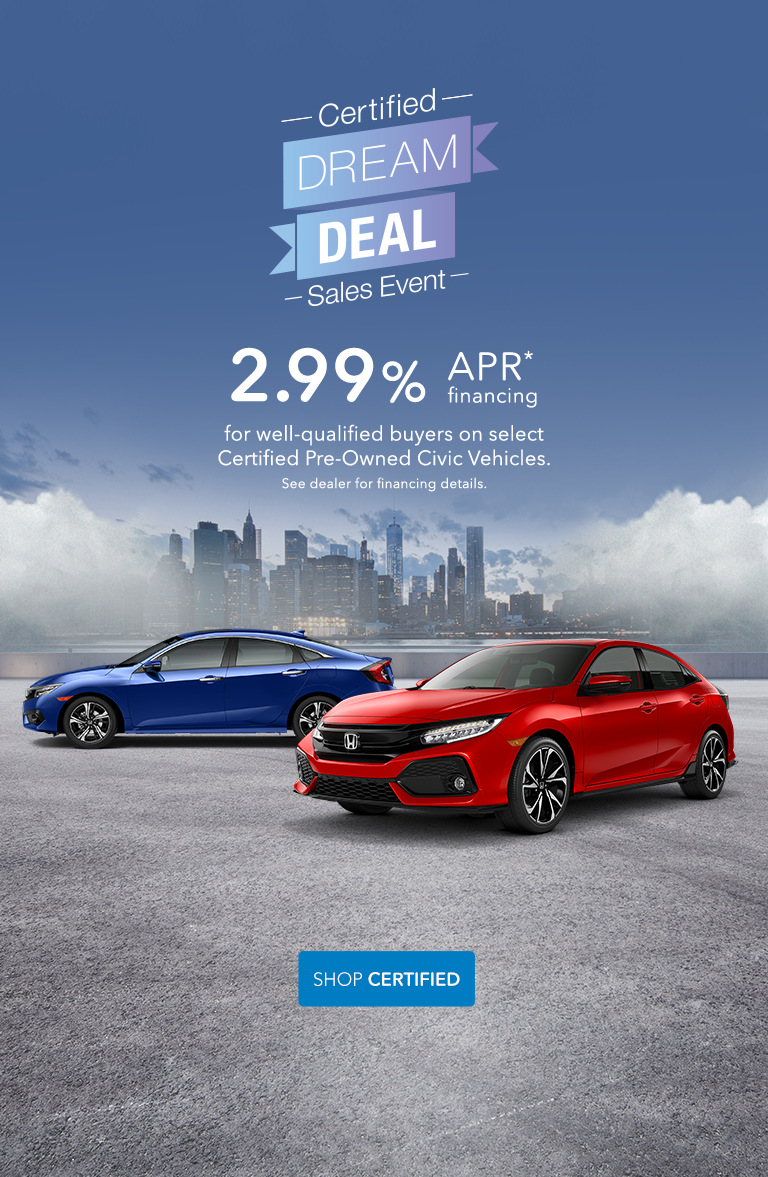 Certified
DREAM
DEAL
Sales Event
2.99% APR*
financing
for well-qualified buyers on select
Certified Pre-Owned Civic Vehicles.
See dealer for financing details.
SHOP CERTIFIED